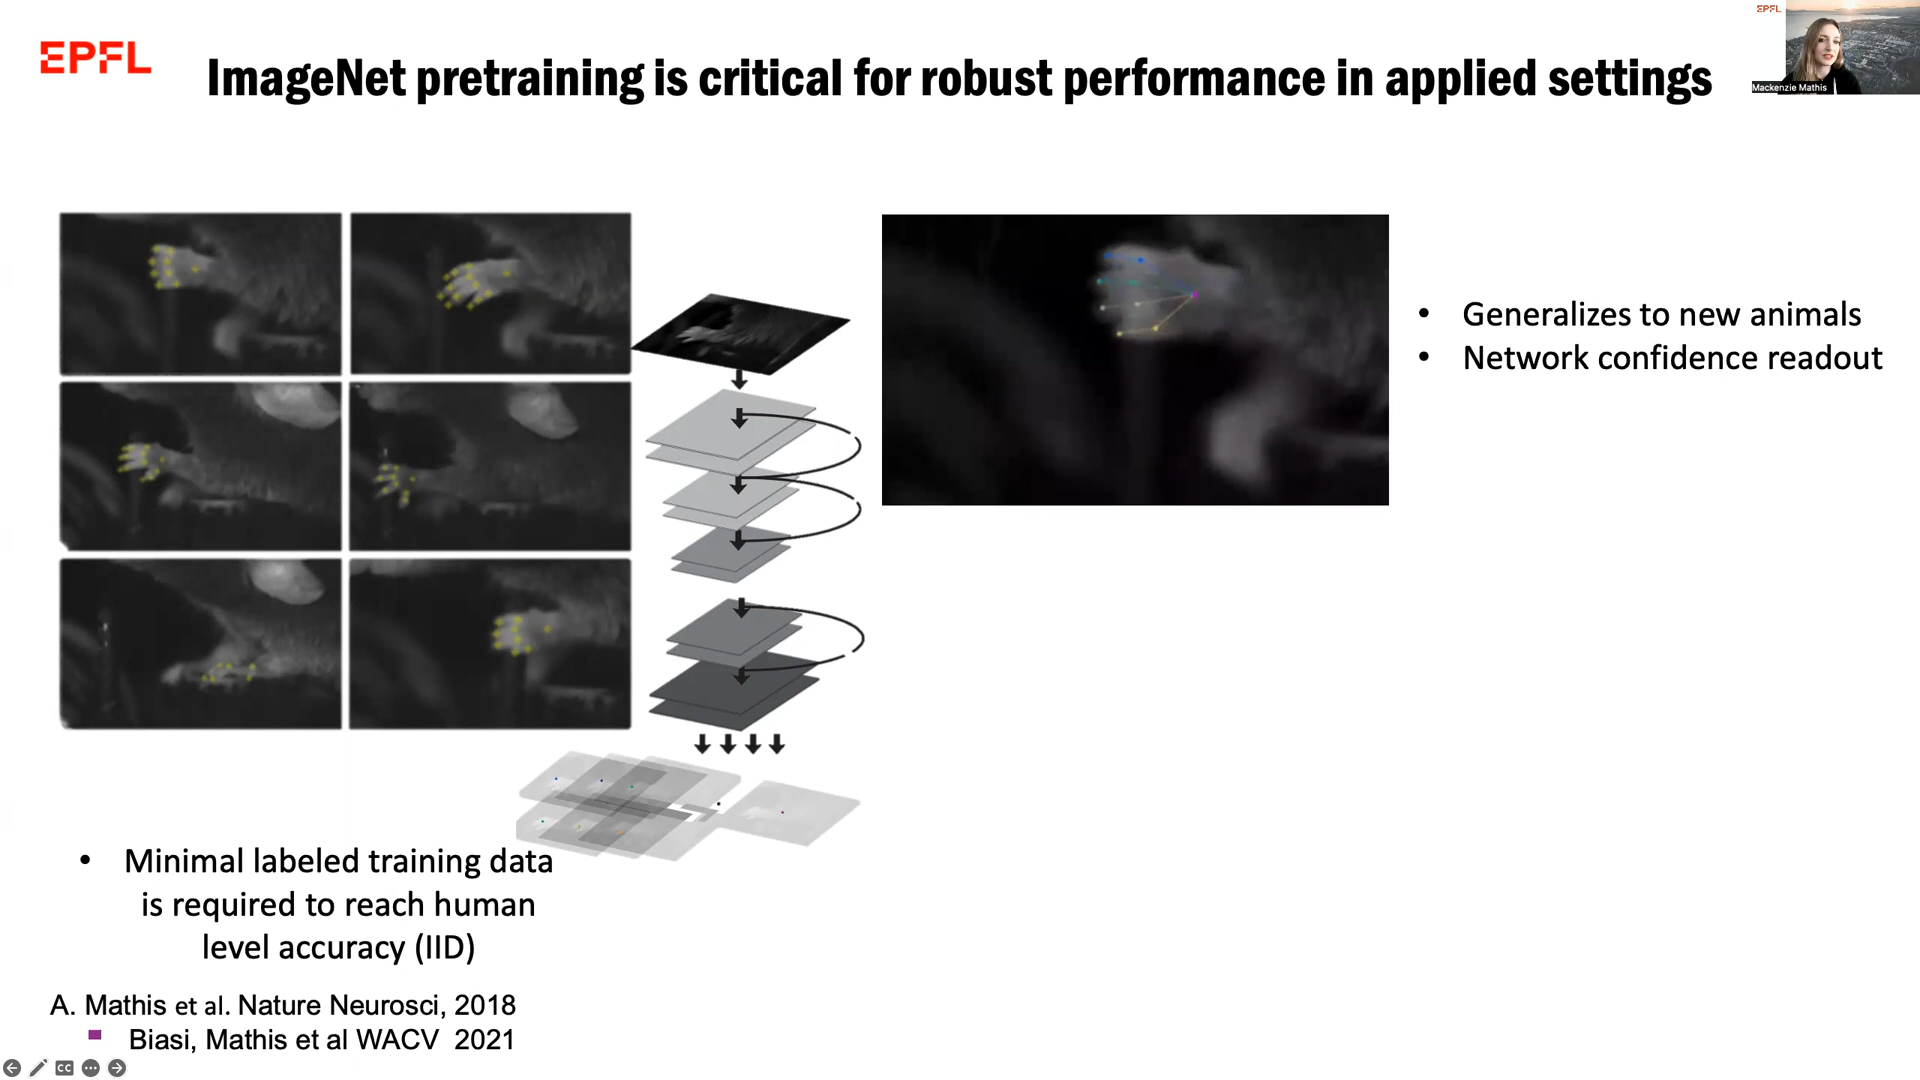 EPFL
ImageNet pretraining is critical for robust performance in applied settings
EPFL
Mackenzie Mathis
• Generalizes to new animals
• Network confidence readout
• Minimal labeled training data
is required to reach human
level accuracy (IID)
A. Mathis et al. Nature Neurosci, 2018
Biasi, Mathis et al WACV 2021
CC